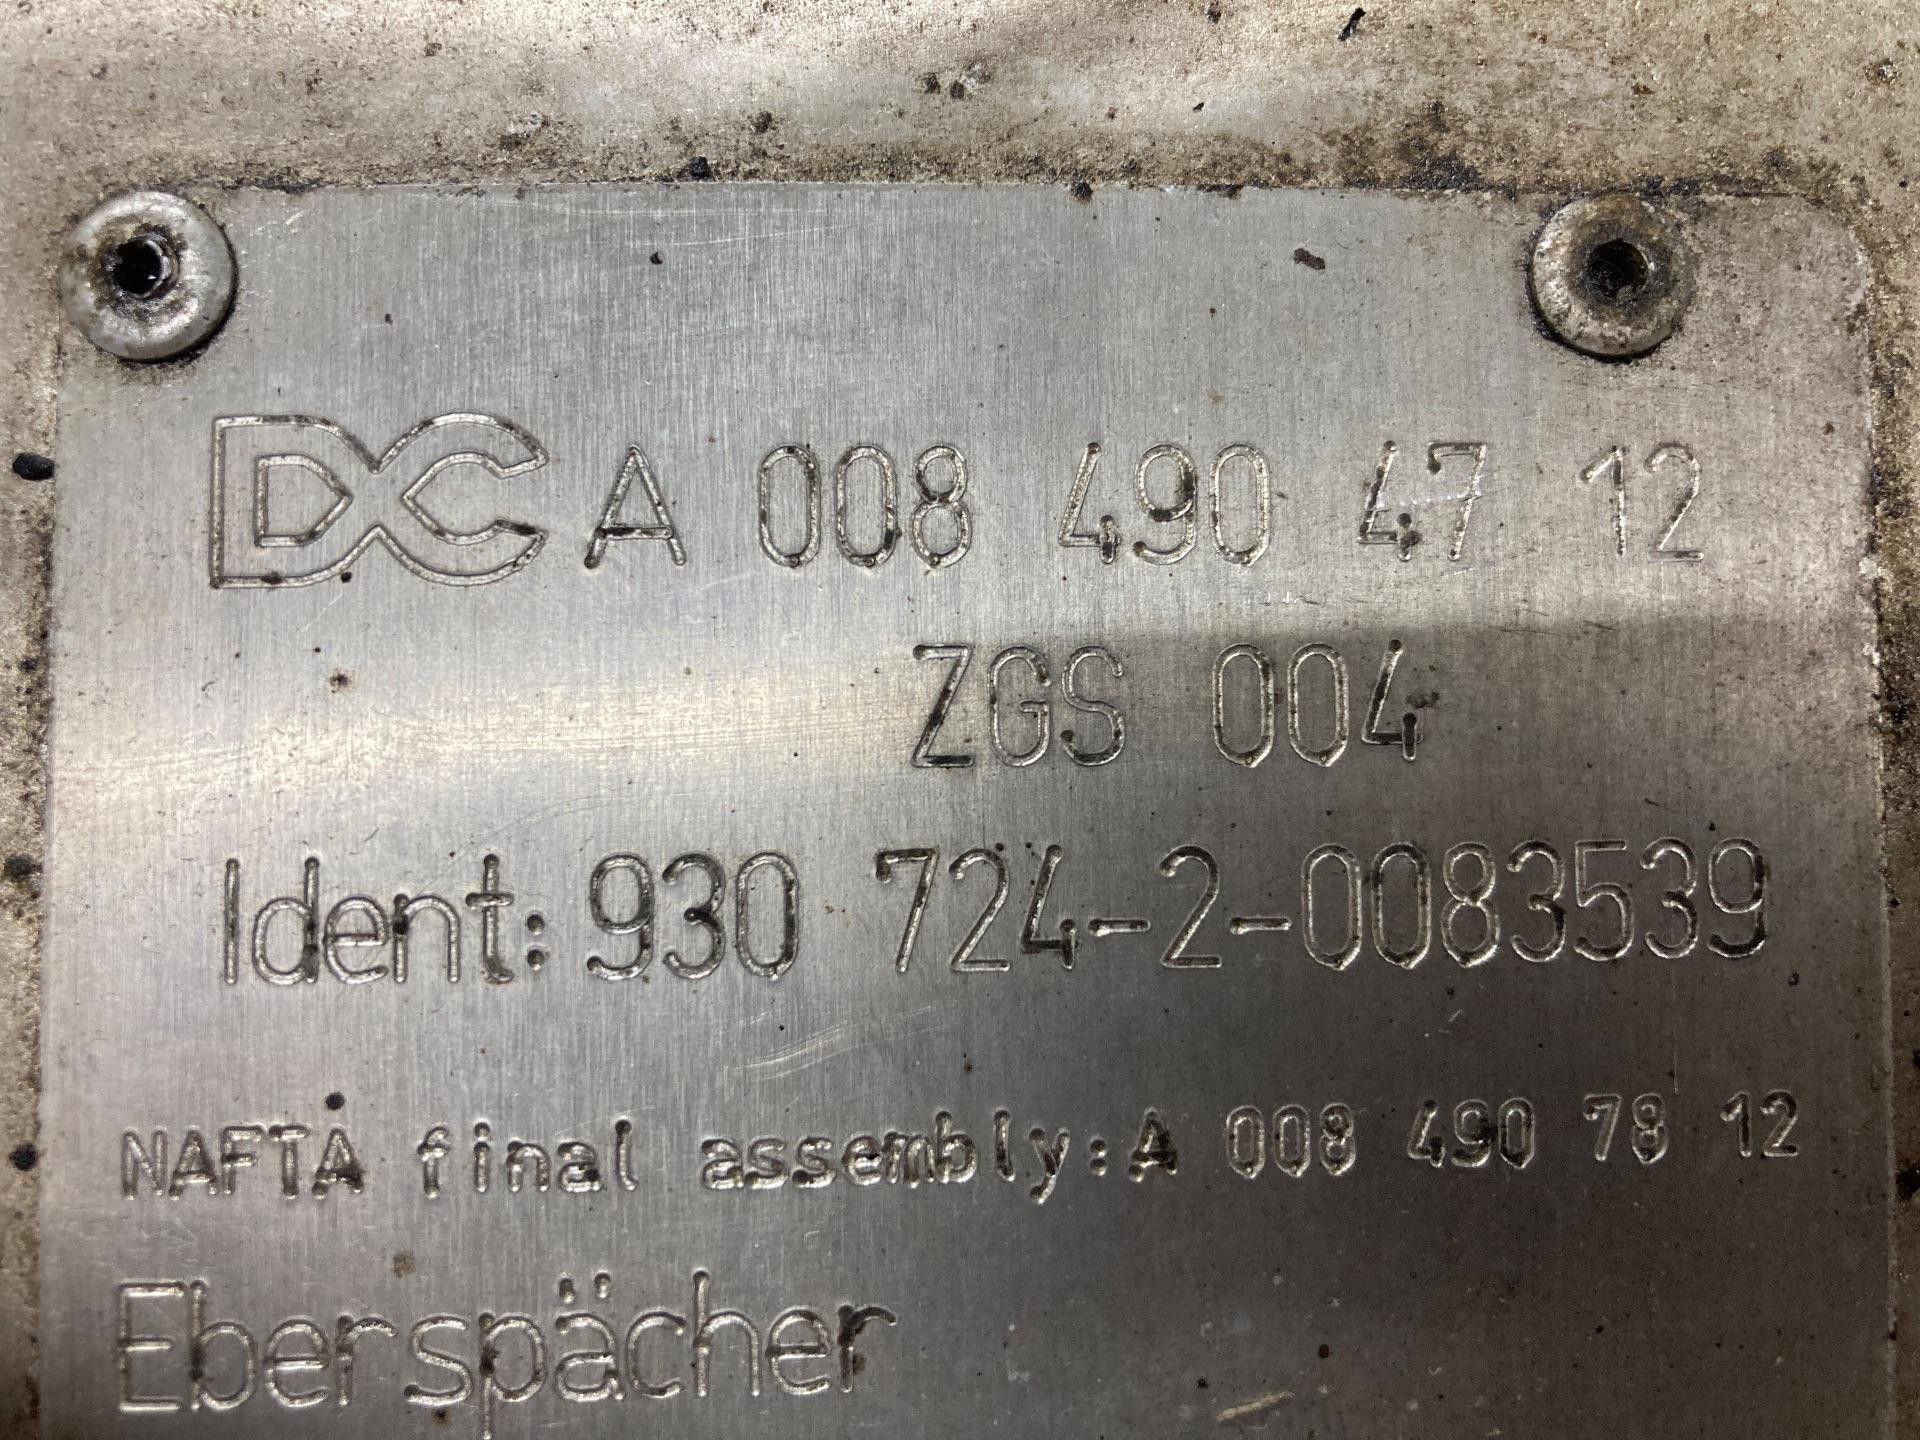 DC A 008 490 47 12
ZGS 004
Ident: 930 724-2-0083539
NAFTA final assembly: A 008 490 78 12
Eberspächer